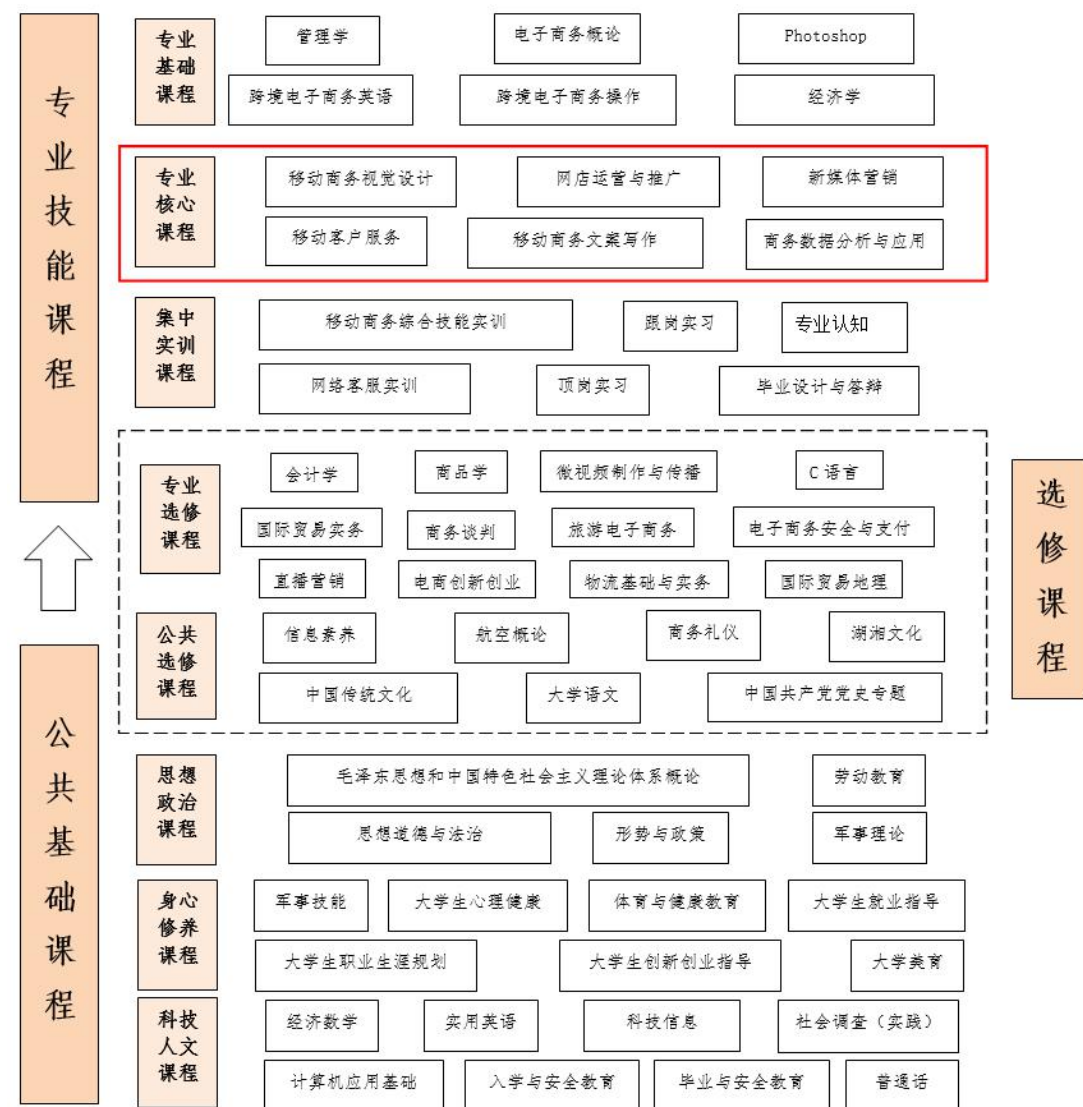 专业技能课程
专业基础课程
管理学
电子商务概论
Photoshop
跨境电子商务英语
跨境电子商务操作
经济学
专业核心课程
移动商务视觉设计
网店运营与推广
新媒体营销
移动客户服务
移动商务文案写作
商务数据分析与应用
集中实训课程
移动商务综合技能实训
跟岗实习
专业认知
网络客服实训
顶岗实习
毕业设计与答辩
选修课程
专业选修课程
会计学
商品学
微视频制作与传播
C 语言
国际贸易实务
商务谈判
旅游电子商务
电子商务安全与支付
直播营销
电商创新创业
物流基础与实务
国际贸易地理
公共选修课程
信息素养
航空概论
商务礼仪
湖湘文化
中国传统文化
大学语文
中国共产党党史专题
公共基础课程
思想政治课程
毛泽东思想和中国特色社会主义理论体系概论
劳动教育
思想道德与法治
形势与政策
军事理论
身心修养课程
军事技能
大学生心理健康
体育与健康教育
大学生就业指导
大学生职业生涯规划
大学生创新创业指导
大学美育
科技人文课程
经济数学
实用英语
科技信息
社会调查（实践）
计算机应用基础
入学与安全教育
毕业与安全教育
普通话